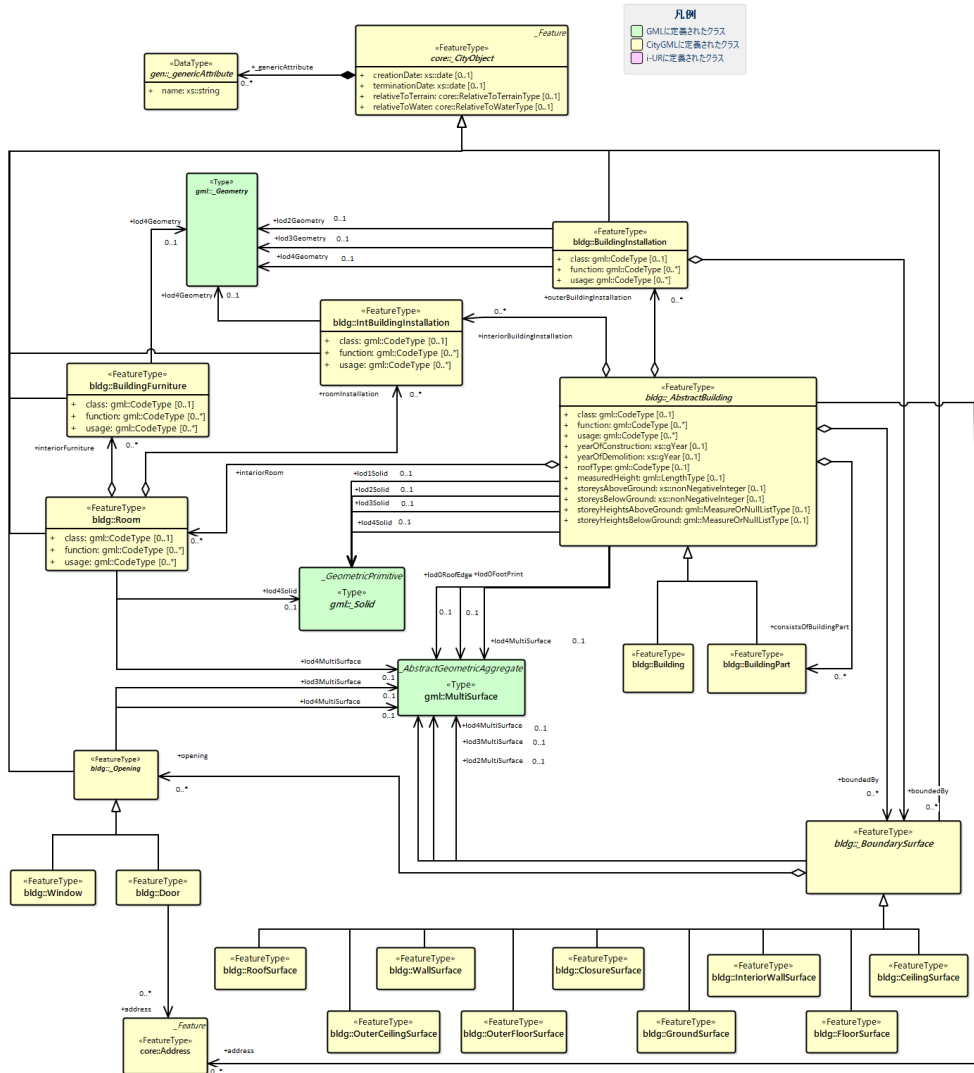 凡例
GMLに定義されたクラス
CityGMLに定義されたクラス
i-URに定義されたクラス
_Feature
«FeatureType»
core::_CityObject
+ creationDate: xs::date [0..1]
+ terminationDate: xs::date [0..1]
+ relativeToTerrain: core::RelativeToTerrainType [0..1]
+ relativeToWater: core::RelativeToWaterType [0..1]
«DataType»
gen::_genericAttribute
+ name: xs::string
+_genericAttribute
0..*
«Type»
gml::_Geometry
+lod4Geometry
0..1
+lod2Geometry 0..1
+lod3Geometry 0..1
+lod4Geometry 0..1
+lod4Geometry 0..1
«FeatureType»
bldg::BuildingInstallation
+ class: gml::CodeType [0..1]
+ function: gml::CodeType [0..*]
+ usage: gml::CodeType [0..*]
+outerBuildingInstallation
0..*
«FeatureType»
bldg::IntBuildingInstallation
+ class: gml::CodeType [0..1]
+ function: gml::CodeType [0..*]
+ usage: gml::CodeType [0..*]
0..*
+interiorBuildingInstallation
+roomInstallation 0..*
«FeatureType»
bldg::BuildingFurniture
+ class: gml::CodeType [0..1]
+ function: gml::CodeType [0..*]
+ usage: gml::CodeType [0..*]
+interiorFurniture
0..*
«FeatureType»
bldg::_AbstractBuilding
+ class: gml::CodeType [0..1]
+ function: gml::CodeType [0..*]
+ usage: gml::CodeType [0..*]
+ yearOfConstruction: xs::gYear [0..1]
+ yearOfDemolition: xs::gYear [0..1]
+ roofType: gml::CodeType [0..1]
+ measuredHeight: gml::LengthType [0..1]
+ storeysAboveGround: xs::nonNegativeInteger [0..1]
+ storeysBelowGround: xs::nonNegativeInteger [0..1]
+ storeyHeightsAboveGround: gml::MeasureOrNullListType [0..1]
+ storeyHeightsBelowGround: gml::MeasureOrNullListType [0..1]
+interiorRoom
0..*
+lod1Solid 0..1
+lod2Solid 0..1
+lod3Solid 0..1
+lod4Solid 0..1
«FeatureType»
bldg::Room
+ class: gml::CodeType [0..1]
+ function: gml::CodeType [0..*]
+ usage: gml::CodeType [0..*]
_GeometricPrimitive
«Type»
gml::_Solid
+lod4Solid
0..1
+lod0RoofEdge +lod0FootPrint
0..1 0..1
+lod4MultiSurface 0..1
«FeatureType»
bldg::Building
«FeatureType»
bldg::BuildingPart
+consistsOfBuildingPart
0..*
_AbstractGeometricAggregate
«Type»
gml::MultiSurface
+lod4MultiSurface
0..1
+lod3MultiSurface
0..1
+lod4MultiSurface
0..1
+lod4MultiSurface 0..1
+lod3MultiSurface 0..1
+lod2MultiSurface 0..1
«FeatureType»
bldg::_Opening
+opening
0..*
+boundedBy
0..*
+boundedBy
0..*
«FeatureType»
bldg::_BoundarySurface
«FeatureType»
bldg::Window
«FeatureType»
bldg::Door
«FeatureType»
bldg::RoofSurface
«FeatureType»
bldg::WallSurface
«FeatureType»
bldg::ClosureSurface
«FeatureType»
bldg::InteriorWallSurface
«FeatureType»
bldg::CeilingSurface
«FeatureType»
bldg::OuterCeilingSurface
«FeatureType»
bldg::OuterFloorSurface
«FeatureType»
bldg::GroundSurface
«FeatureType»
bldg::FloorSurface
0..*
+address
_Feature
«FeatureType»
core::Address
+address
0..*